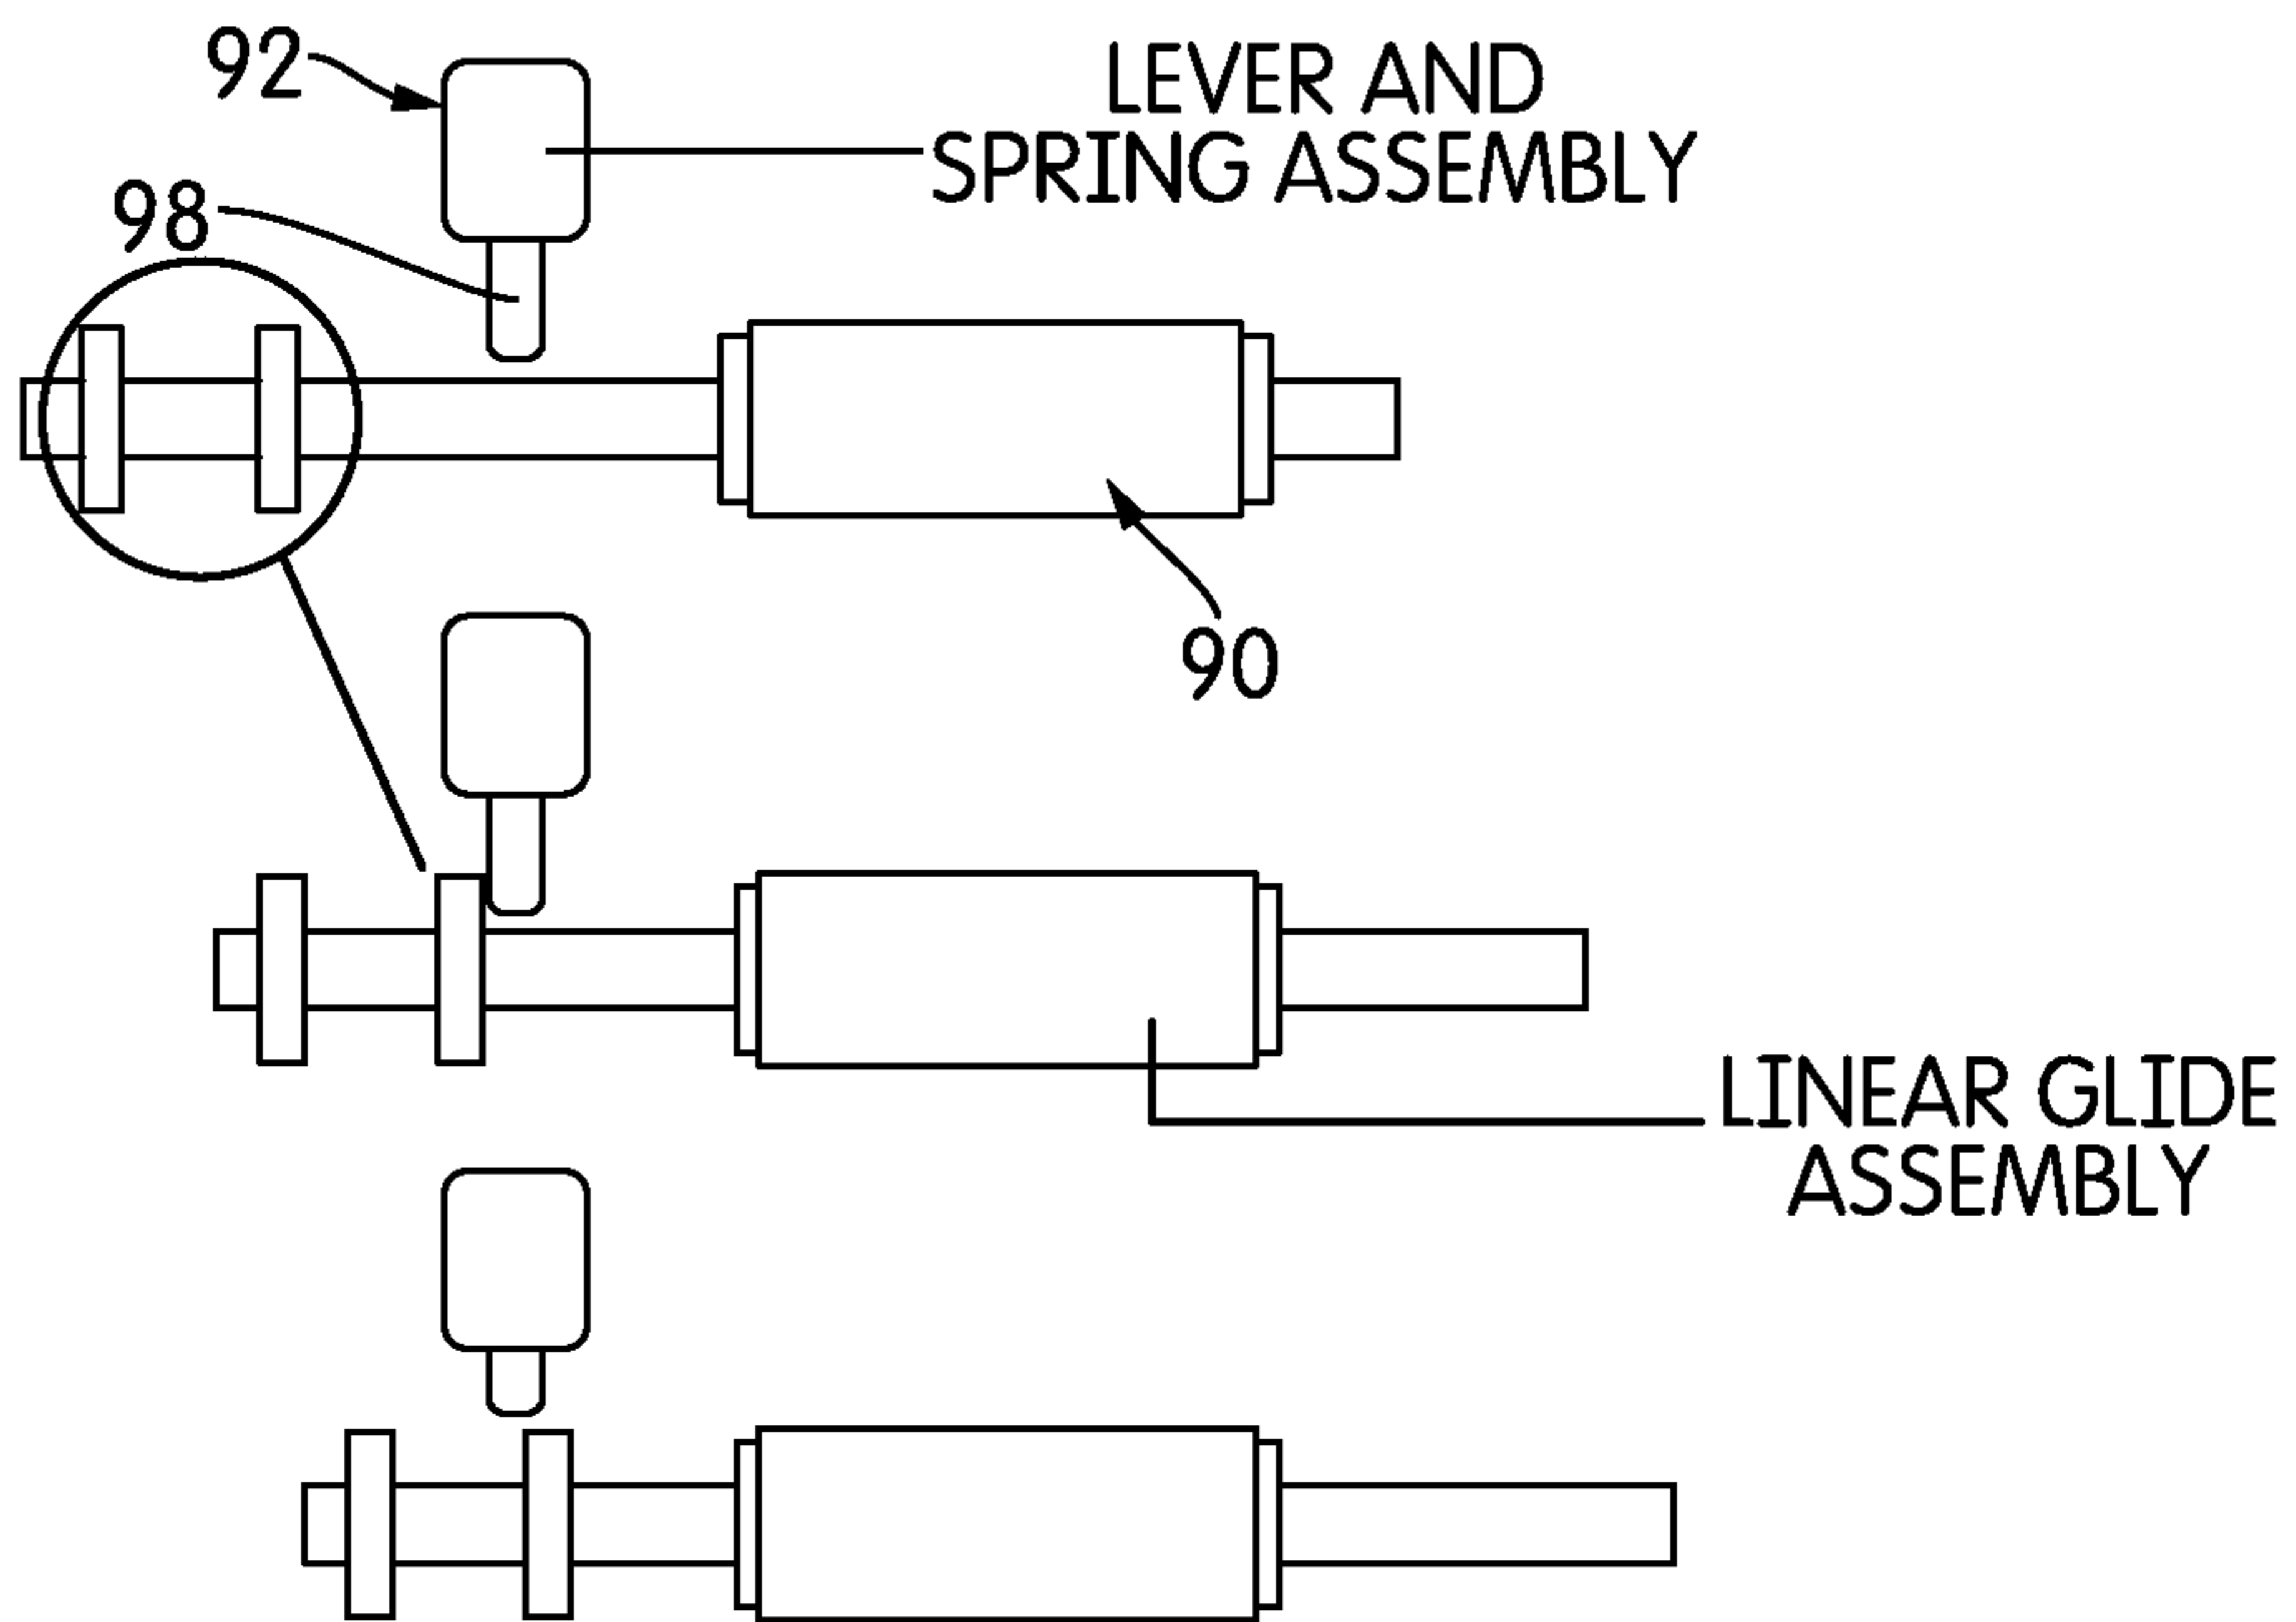 92
LEVER AND
SPRING ASSEMBLY
98
90
LINEAR GLIDE
ASSEMBLY